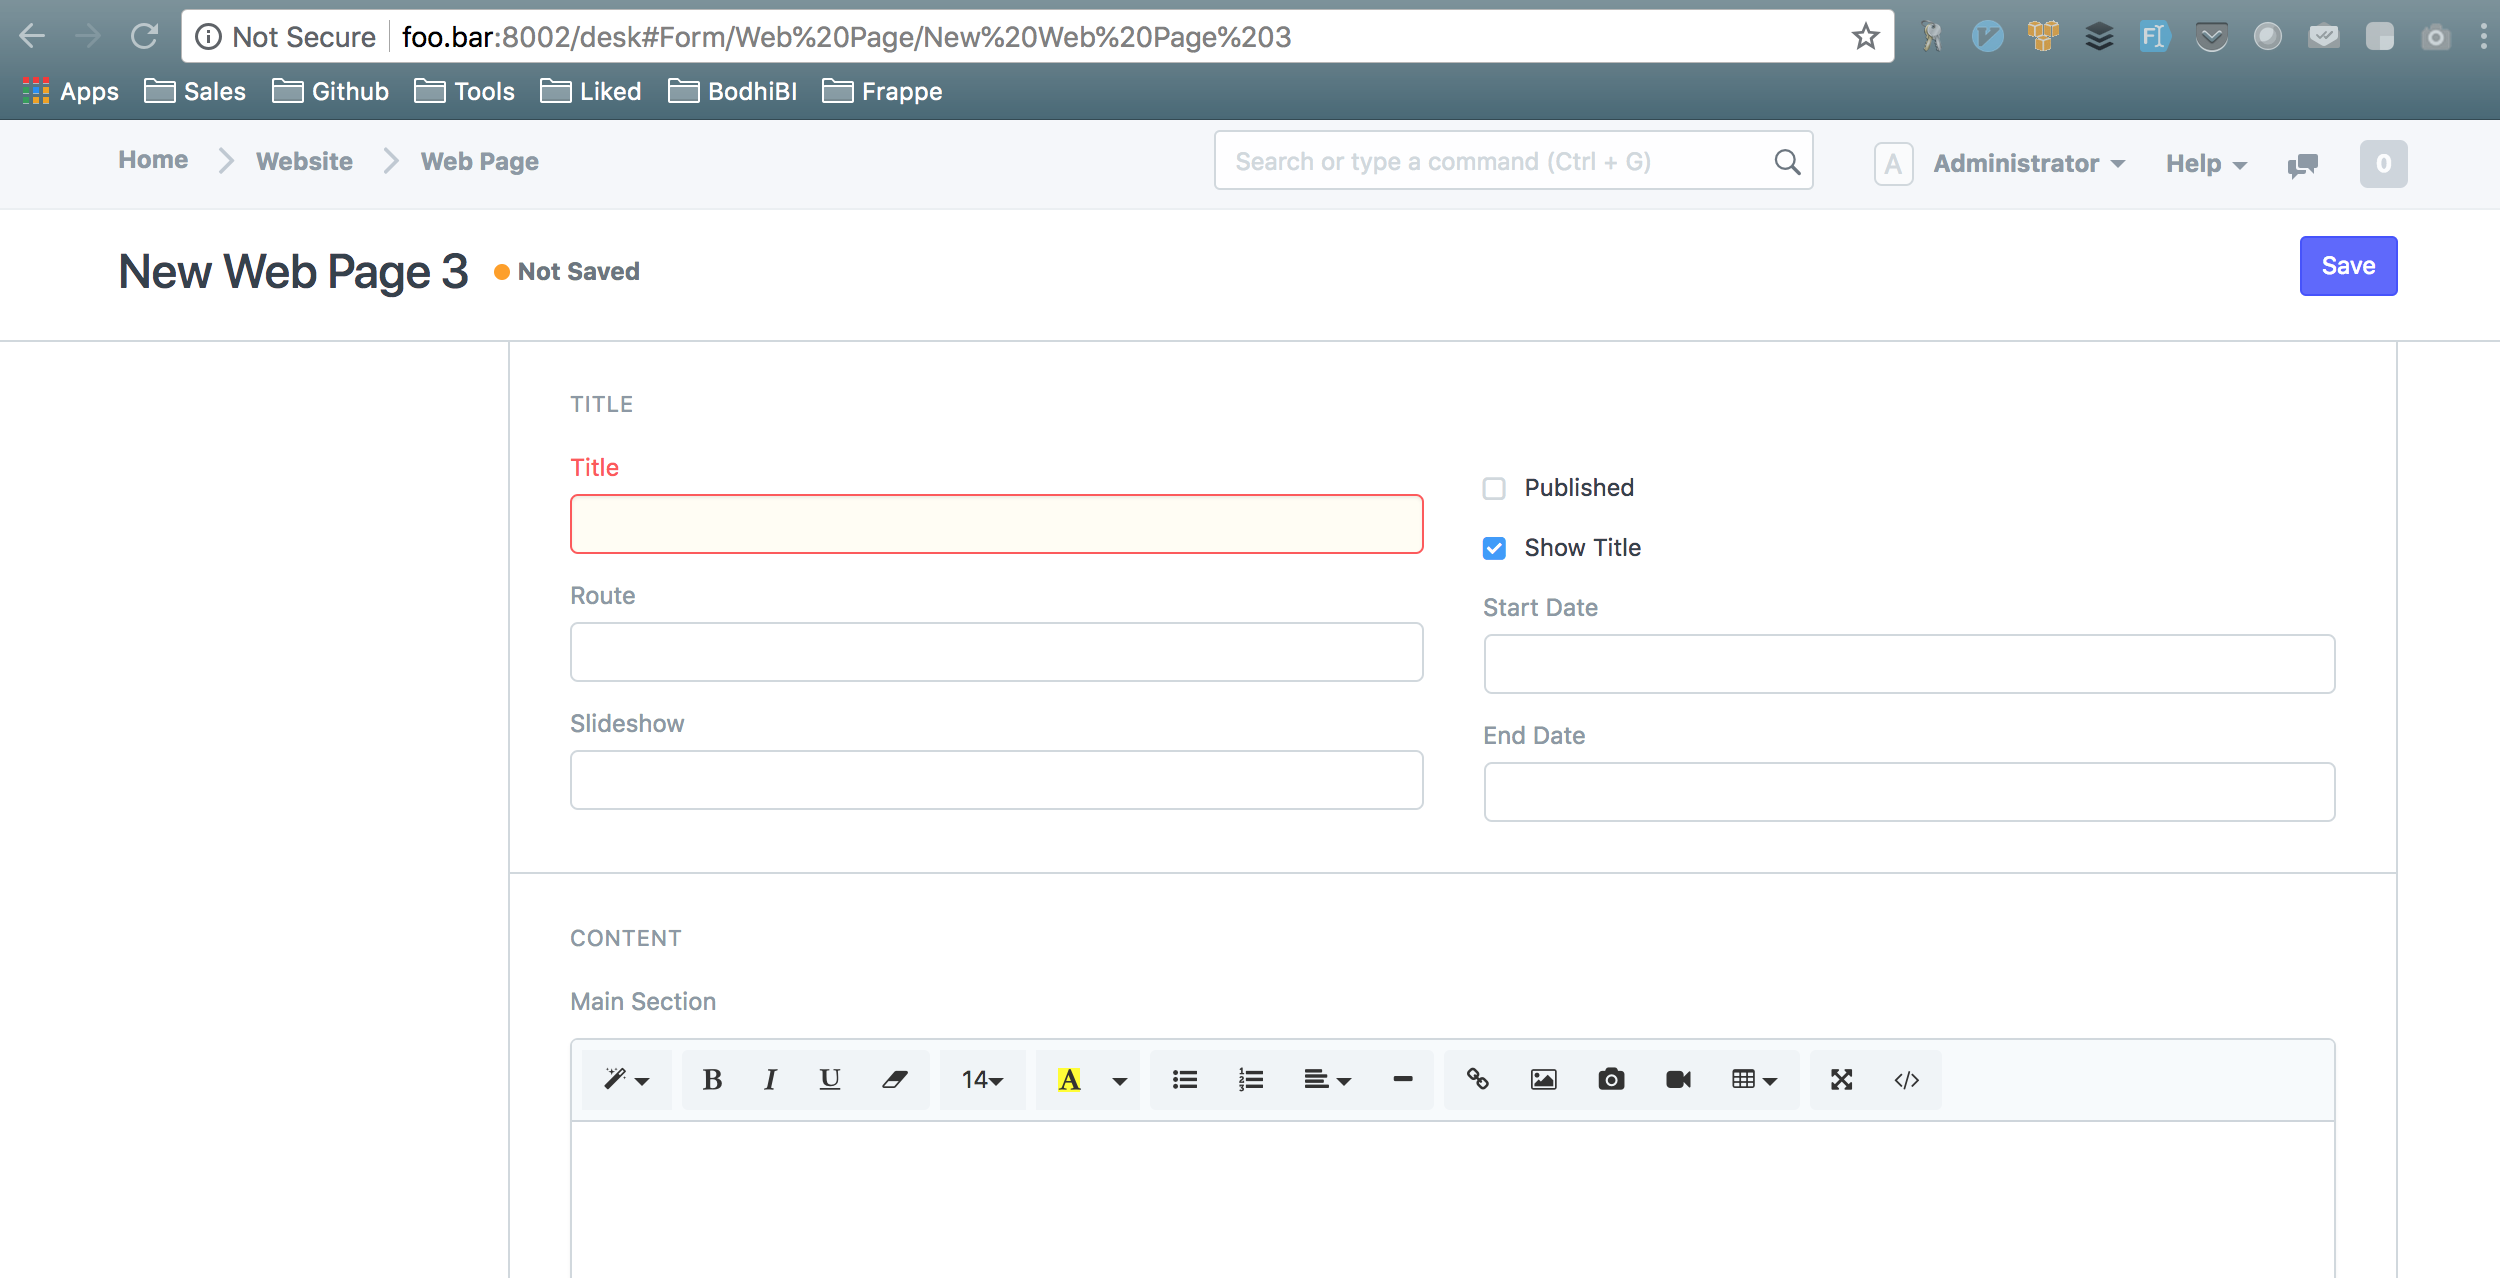 Not Secure foo.bar:8002/desk#Form/Web%20Page/New%20Web%20Page%203
Apps Sales Github Tools Liked BodhiBI Frappe
Home Website Web Page Search or type a command (Ctrl + G) A Administrator Help 0
New Web Page 3 Not Saved Save
TITLE
Title
Published
Show Title
Route
Start Date
Slideshow
End Date
CONTENT
Main Section
B I U 14 A </>